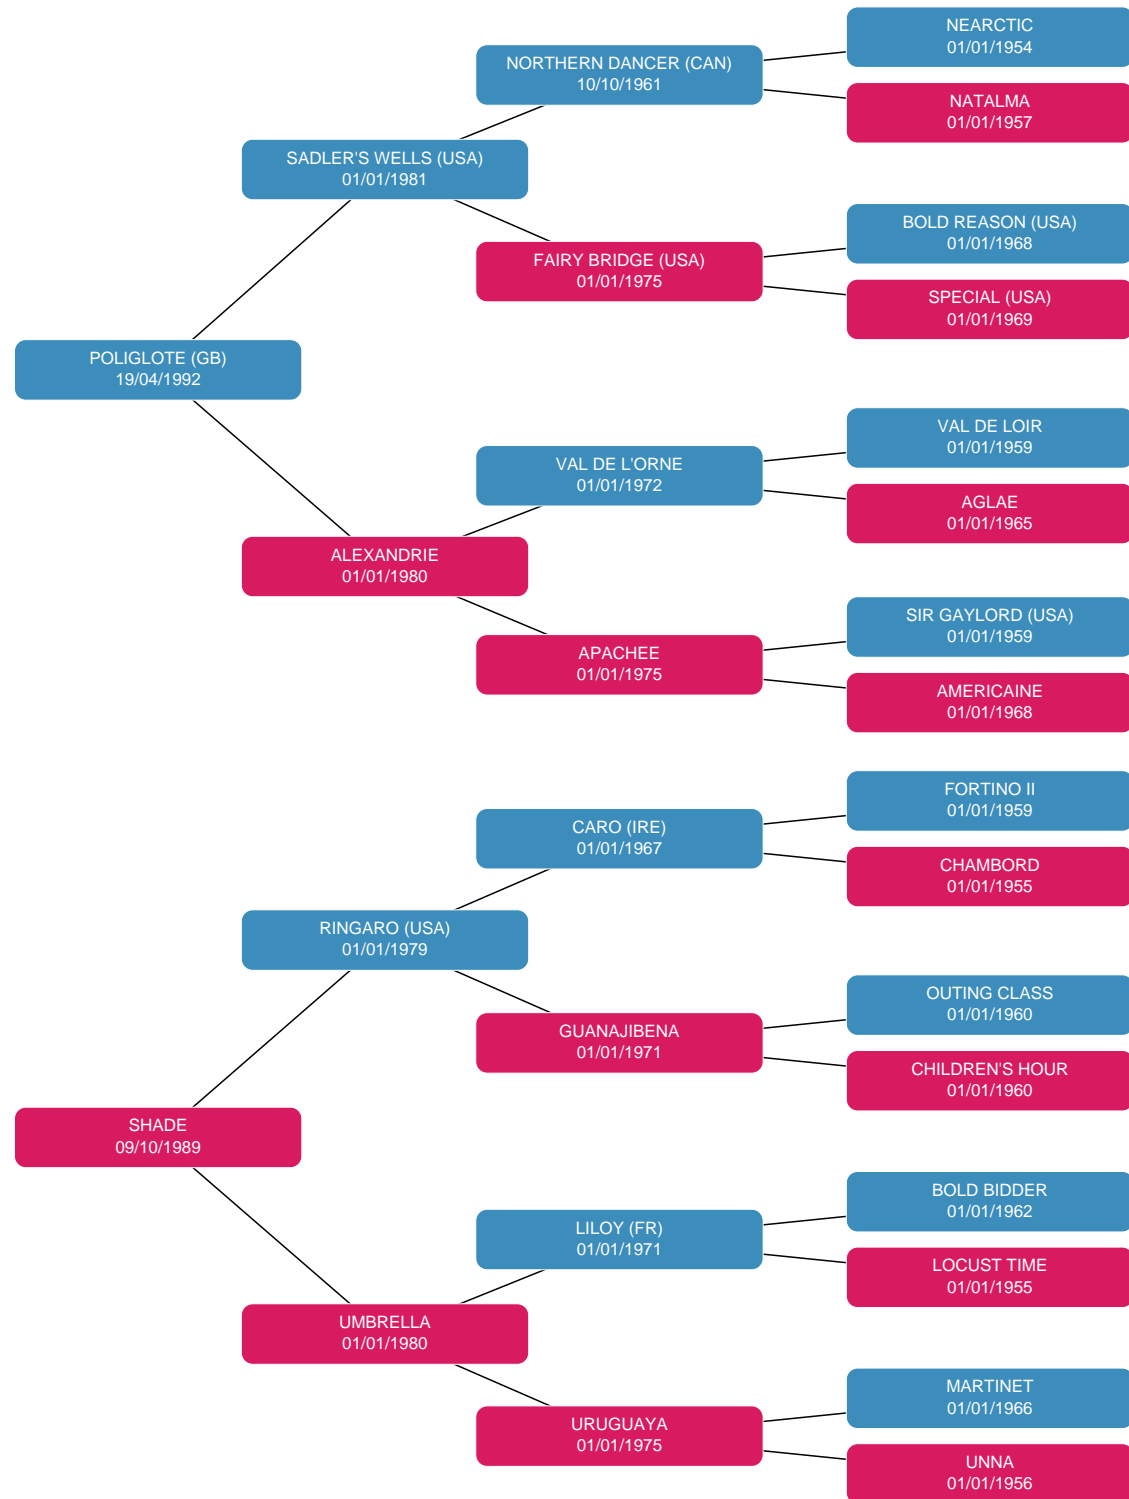 NEARCTIC
01/01/1954
NORTHERN DANCER (CAN)
10/10/1961
NATALMA
01/01/1957
SADLER'S WELLS (USA)
01/01/1981
BOLD REASON (USA)
01/01/1968
FAIRY BRIDGE (USA)
01/01/1975
SPECIAL (USA)
01/01/1969
POLIGLOTE (GB)
19/04/1992
VAL DE LOIR
01/01/1959
VAL DE L'ORNE
01/01/1972
AGLAE
01/01/1965
ALEXANDRIE
01/01/1980
SIR GAYLORD (USA)
01/01/1959
APACHEE
01/01/1975
AMERICAINE
01/01/1968
FORTINO II
01/01/1959
CARO (IRE)
01/01/1967
CHAMBORD
01/01/1955
RINGARO (USA)
01/01/1979
OUTING CLASS
01/01/1960
GUANAJIBENA
01/01/1971
CHILDREN'S HOUR
01/01/1960
SHADE
09/10/1989
BOLD BIDDER
01/01/1962
LILOY (FR)
01/01/1971
LOCUST TIME
01/01/1955
UMBRELLA
01/01/1980
MARTINET
01/01/1966
URUGUAYA
01/01/1975
UNNA
01/01/1956